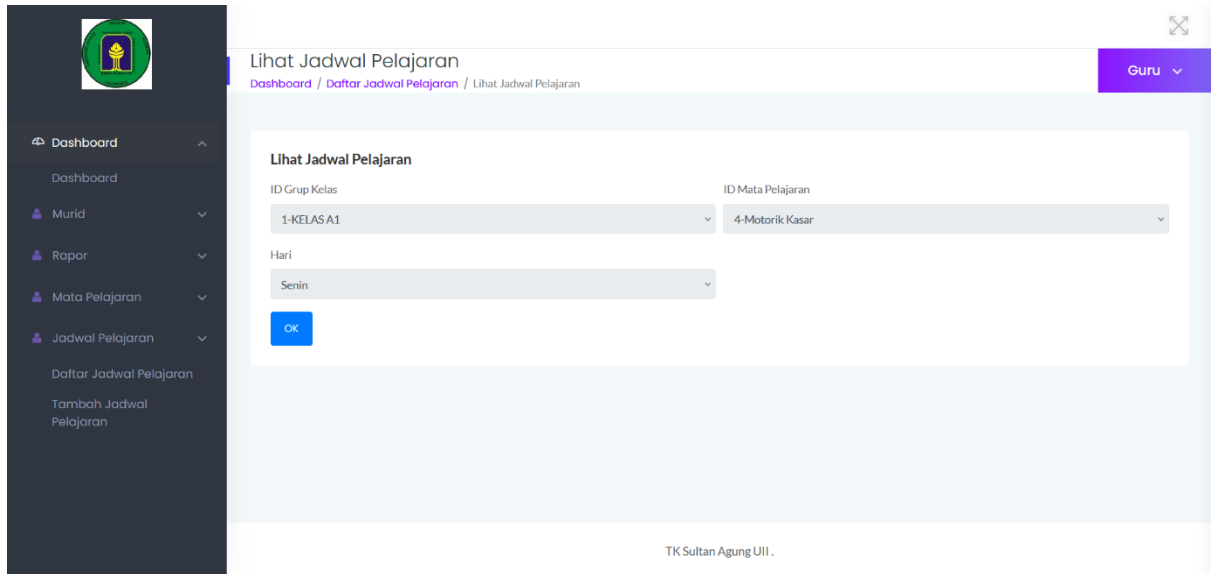 Lihat Jadwal Pelajaran
Dashboard / Daftar Jadwal Pelajaran / Lihat Jadwal Pelajaran
Guru
Dashboard
Dashboard
Murid
Rapor
Mata Pelajaran
Jadwal Pelajaran
Daftar Jadwal Pelajaran
Tambah Jadwal
Pelajaran
Lihat Jadwal Pelajaran
ID Grup Kelas
ID Mata Pelajaran
1-KELAS A1
4-Motorik Kasar
Hari
Senin
OK
TK Sultan Agung UII .